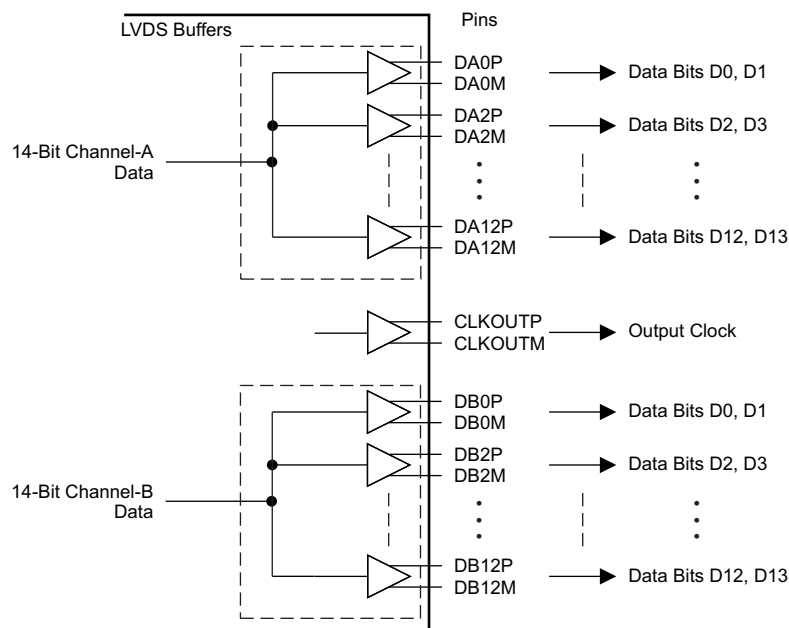 Pins
LVDS Buffers
DA0P
DA0M
Data Bits D0, D1
DA2P
DA2M
Data Bits D2, D3
14-Bit Channel-A
Data
DA12P
DA12M
Data Bits D12, D13
CLKOUTP
CLKOUTM
Output Clock
DB0P
DB0M
Data Bits D0, D1
DB2P
DB2M
Data Bits D2, D3
14-Bit Channel-B
Data
DB12P
DB12M
Data Bits D12, D13